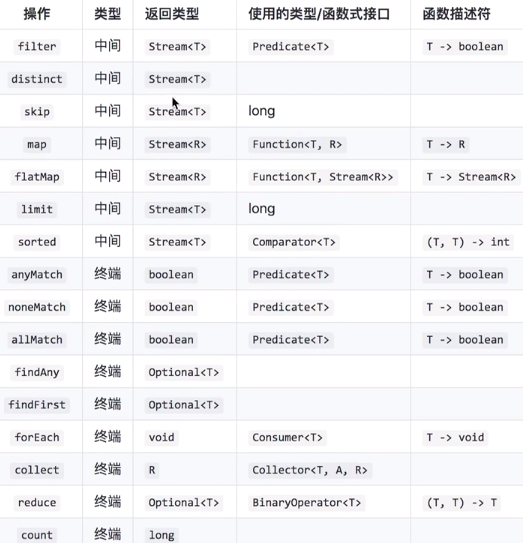 操作 类型 返回类型 使用的类型/函数式接口 函数描述符
filter 中间 Stream<T> Predicate<T> T -> boolean
distinct 中间 Stream<T>
skip 中间 Stream<T> long
map 中间 Stream<R> Function<T, R> T -> R
flatMap 中间 Stream<R> Function<T, Stream<R>> T -> Stream<R>
limit 中间 Stream<T> long
sorted 中间 Stream<T> Comparator<T> (T, T) -> int
anyMatch 终端 boolean Predicate<T> T -> boolean
noneMatch 终端 boolean Predicate<T> T -> boolean
allMatch 终端 boolean Predicate<T> T -> boolean
findAny 终端 Optional<T>
findFirst 终端 Optional<T>
forEach 终端 void Consumer<T> T -> void
collect 终端 R Collector<T, A, R>
reduce 终端 Optional<T> BinaryOperator<T> (T, T) -> T
count 终端 long